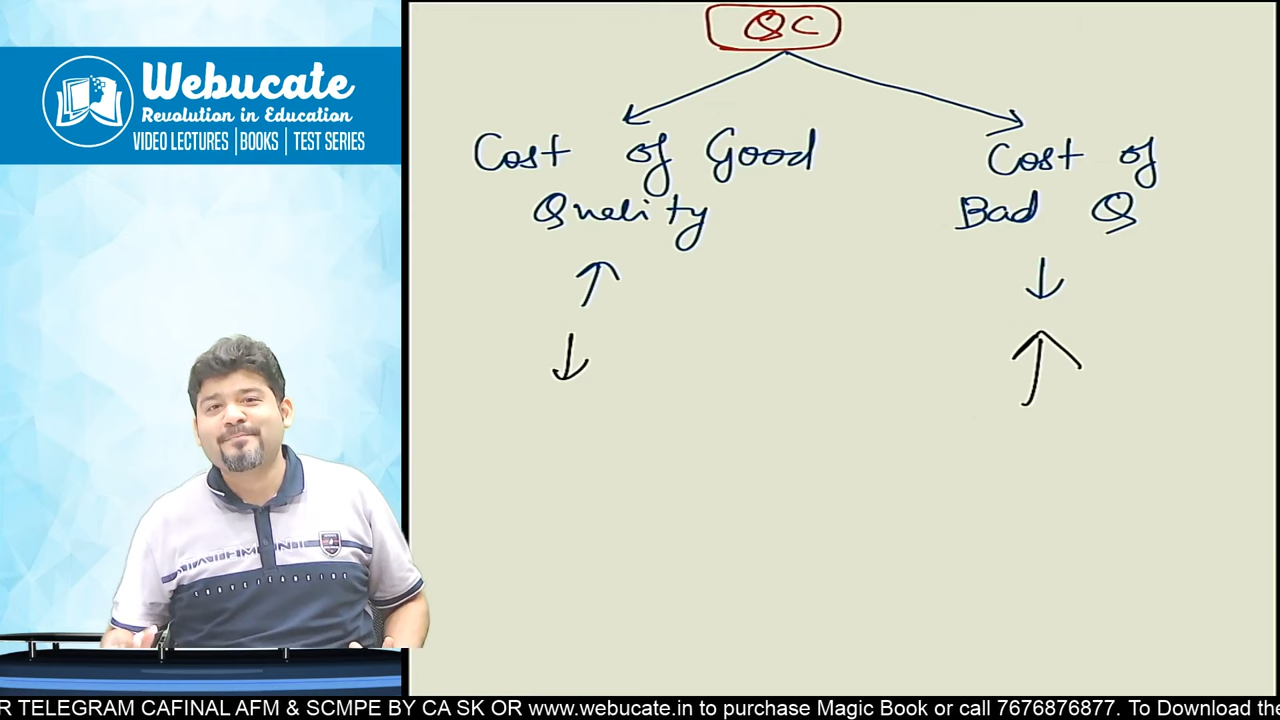 Webucate
Revolution in Education
VIDEO LECTURES | BOOKS | TEST SERIES
QC
Cost of Good
Quality
Cost of
Bad Q
R TELEGRAM CAFINAL AFM & SCMPE BY CA SK OR www.webucate.in to purchase Magic Book or call 7676876877. To Download the